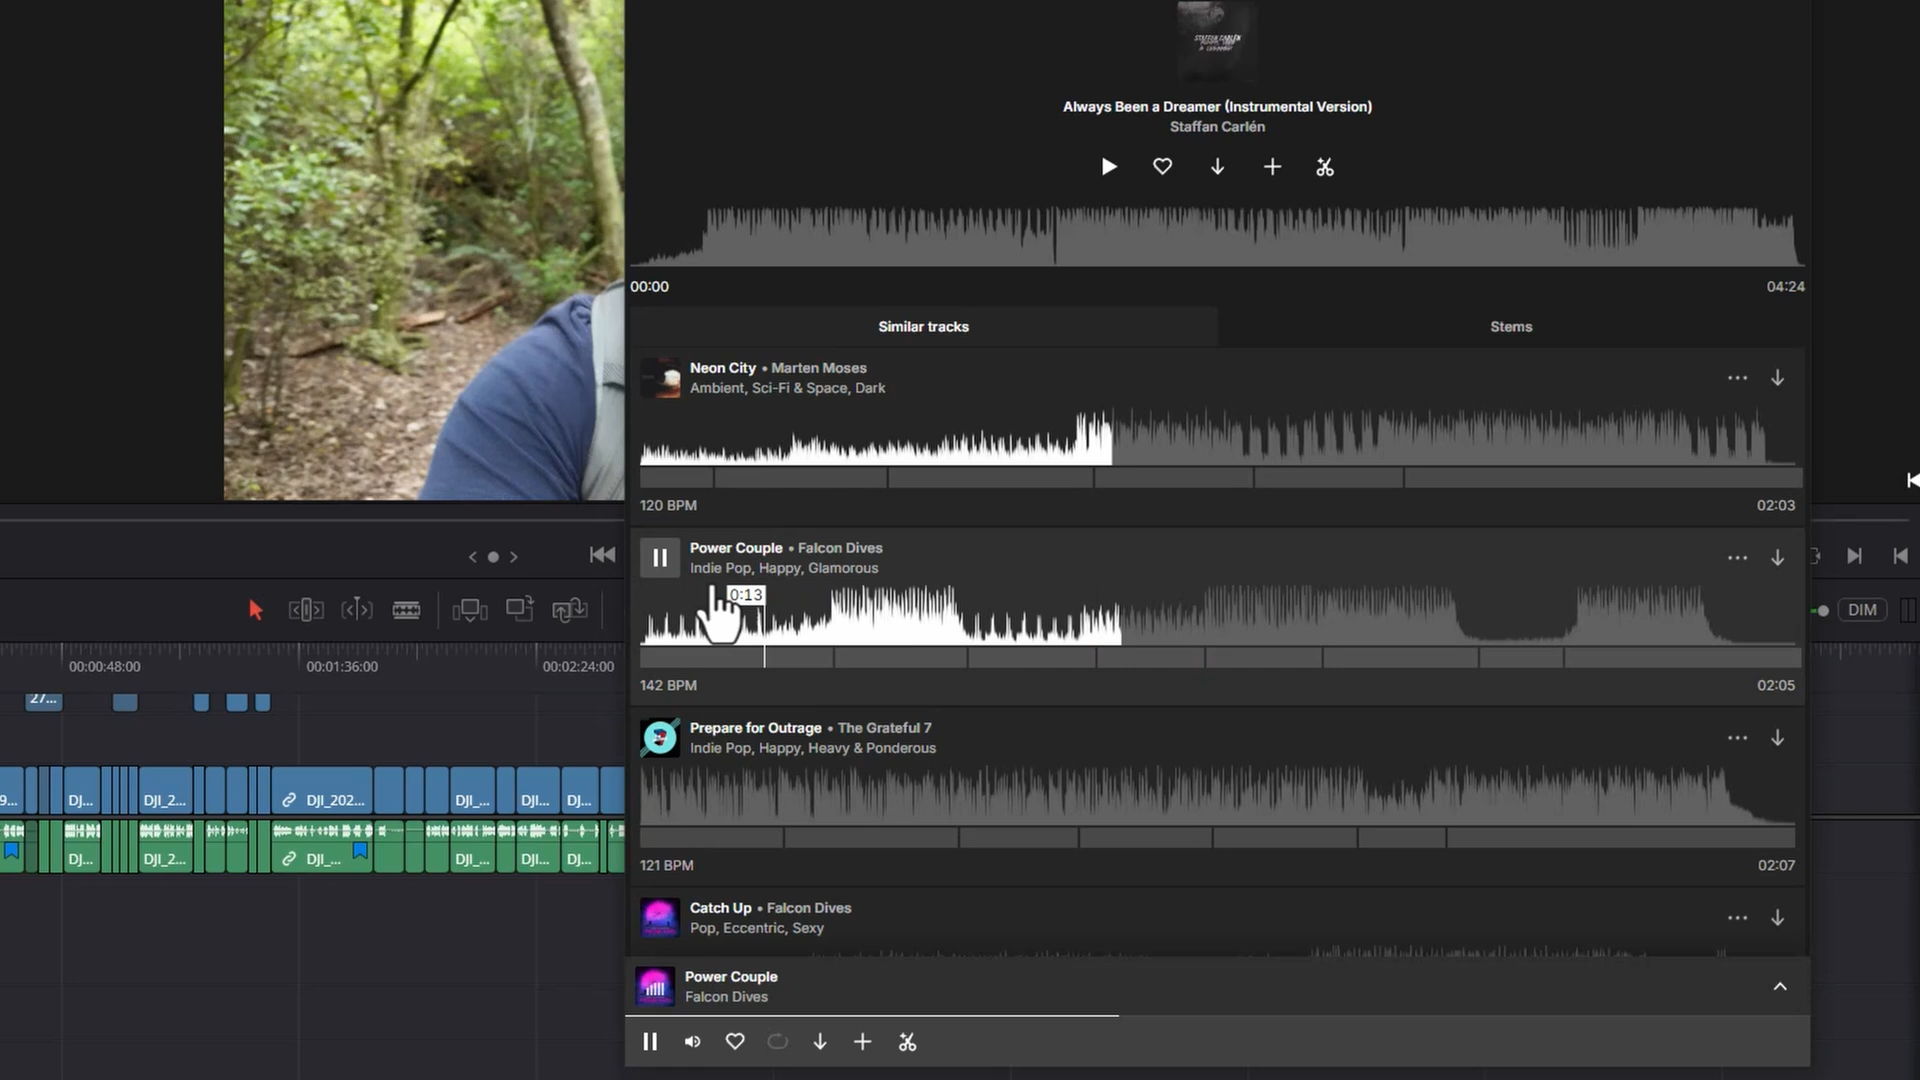 STAFFAN CARLÉN
Always Been a Dreamer (Instrumental Version)
Staffan Carlén
00:00
04:24
Similar tracks
Stems
Neon City • Marten Moses
Ambient, Sci-Fi & Space, Dark
120 BPM
02:03
Power Couple • Falcon Dives
Indie Pop, Happy, Glamorous
0:13
142 BPM
02:05
Prepare for Outrage • The Grateful 7
Indie Pop, Happy, Heavy & Ponderous
121 BPM
02:07
Catch Up • Falcon Dives
Pop, Eccentric, Sexy
Power Couple
Falcon Dives
DIM
00:00:48:00
00:01:36:00
00:02:24:00
27...
9...
DJ...
DJI_2...
DJI_202...
DJI_...
DJI...
DJ...
DJ...
DJI_2...
DJI_...
DJI_...
DJI...
DJ...